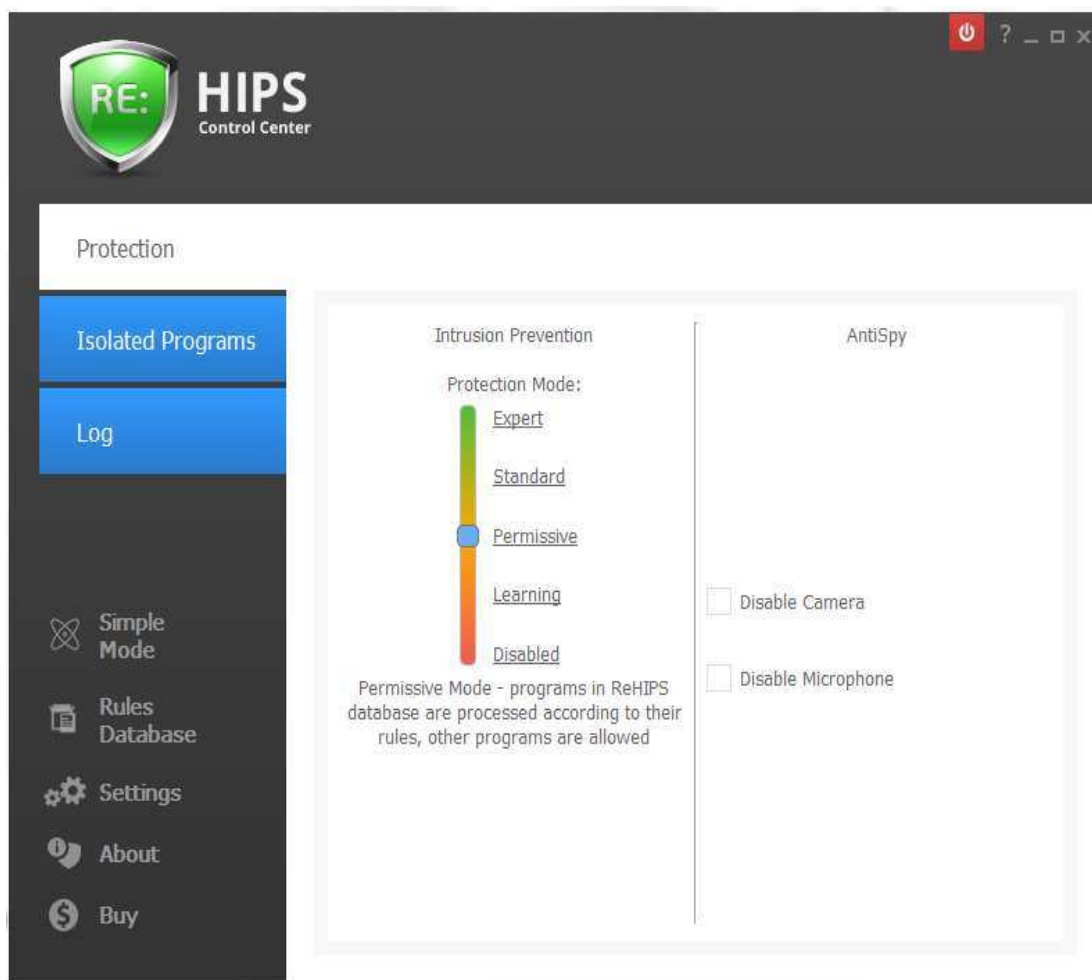 RE:
HIPS
Control Center
?
Protection
Isolated Programs
Log
Simple
Mode
Rules
Database
Settings
About
Buy
Intrusion Prevention
Protection Mode:
Expert
Standard
Permissive
Learning
Disabled
Permissive Mode - programs in ReHIPS
database are processed according to their
rules, other programs are allowed
AntiSpy
Disable Camera
Disable Microphone